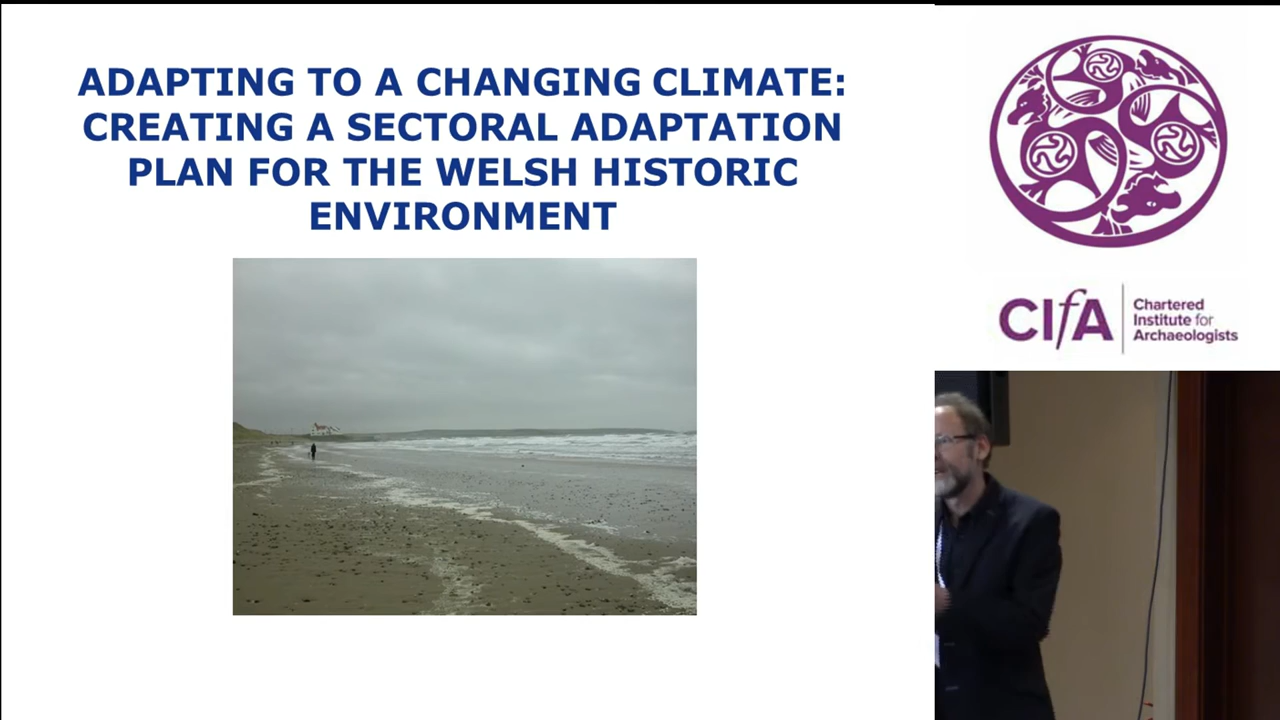 ADAPTING TO A CHANGING CLIMATE:
CREATING A SECTORAL ADAPTATION
PLAN FOR THE WELSH HISTORIC
ENVIRONMENT
CIfA
Chartered
Institute for
Archaeologists